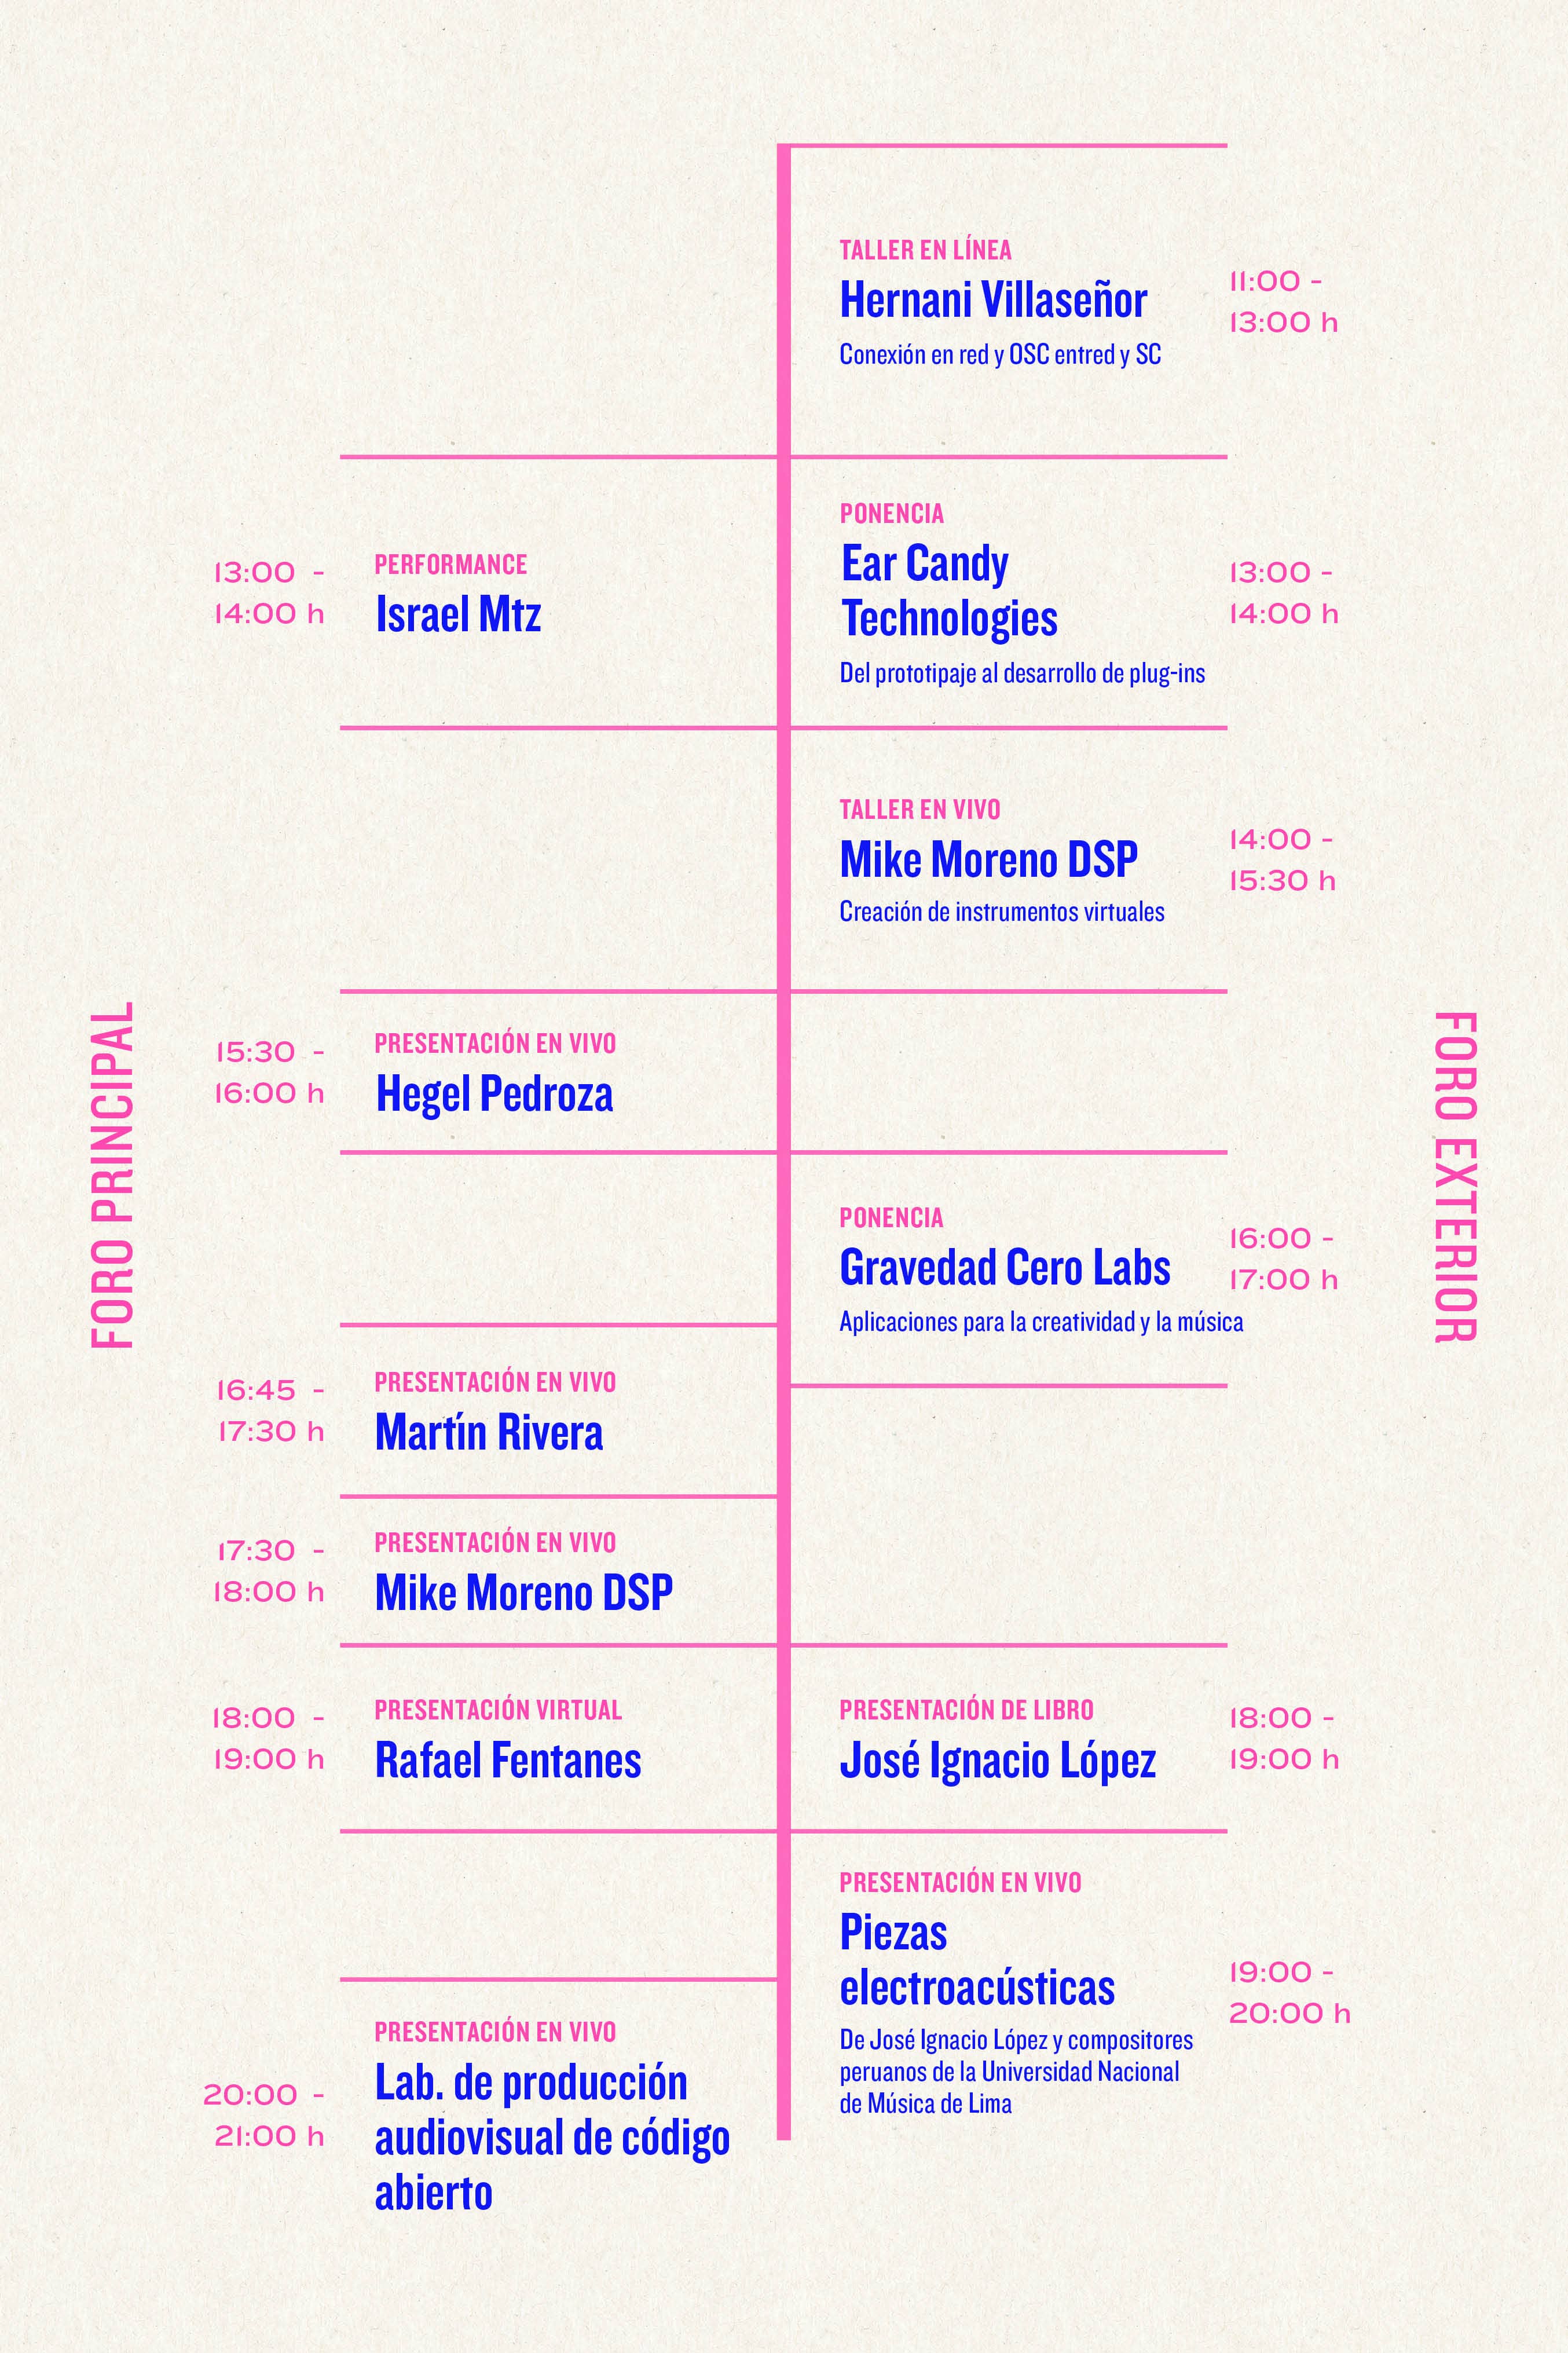 TALLER EN LÍNEA
Hernani Villaseñor
Conexión en red y OSC entred y SC
11:00 -
13:00 h
13:00 -
14:00 h
PERFORMANCE
Israel Mtz
PONENCIA
Ear Candy
Technologies
Del prototipaje al desarrollo de plug-ins
13:00 -
14:00 h
TALLER EN VIVO
Mike Moreno DSP
Creación de instrumentos virtuales
14:00 -
15:30 h
FORO PRINCIPAL
15:30 -
16:00 h
PRESENTACIÓN EN VIVO
Hegel Pedroza
FORO EXTERIOR
PONENCIA
Gravedad Cero Labs
Aplicaciones para la creatividad y la música
16:00 -
17:00 h
16:45 -
17:30 h
PRESENTACIÓN EN VIVO
Martín Rivera
17:30 -
18:00 h
PRESENTACIÓN EN VIVO
Mike Moreno DSP
18:00 -
19:00 h
PRESENTACIÓN VIRTUAL
Rafael Fentanes
PRESENTACIÓN DE LIBRO
José Ignacio López
18:00 -
19:00 h
PRESENTACIÓN EN VIVO
Piezas
electroacústicas
De José Ignacio López y compositores
peruanos de la Universidad Nacional
de Música de Lima
19:00 -
20:00 h
20:00 -
21:00 h
PRESENTACIÓN EN VIVO
Lab. de producción
audiovisual de código
abierto